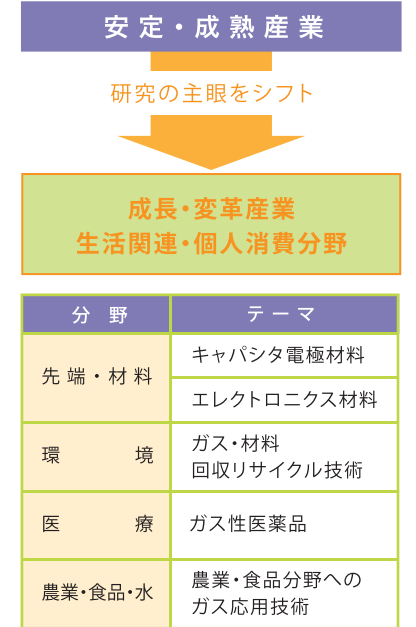 安定・成熟産業
研究の主眼をシフト
成長・変革産業
生活関連・個人消費分野
分野
テーマ
先端・材料
キャパシタ電極材料
エレクトロニクス材料
環境
ガス・材料
回収リサイクル技術
医療
ガス性医薬品
農業・食品・水
農業・食品分野への
ガス応用技術